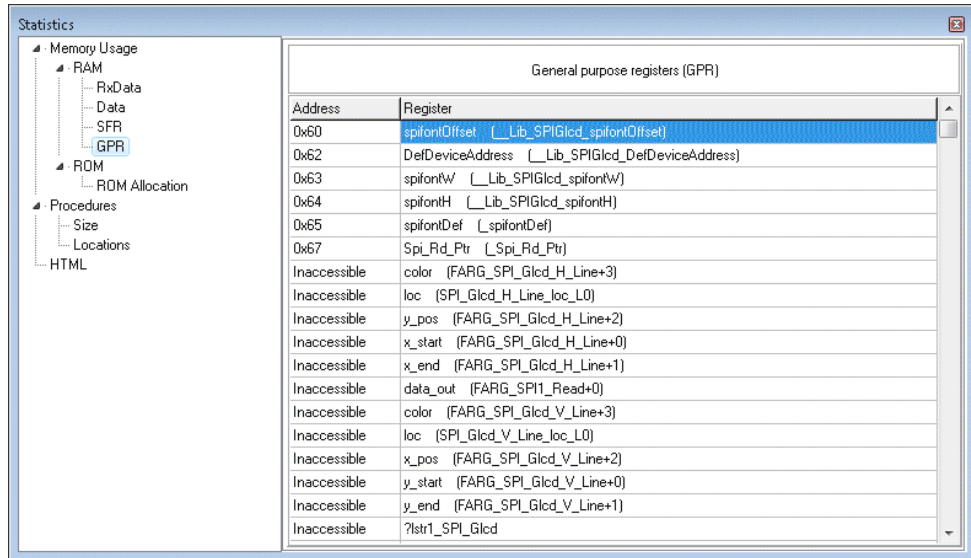 Statistics
Memory Usage
RAM
RxData
Data
SFR
GPR
ROM
ROM Allocation
Procedures
Size
Locations
HTML
General purpose registers (GPR)
Address Register
0x60 spifontOffset (__Lib_SPIGlcd_spifontOffset)
0x62 DefDeviceAddress (__Lib_SPIGlcd_DefDeviceAddress)
0x63 spifontW (__Lib_SPIGlcd_spifontW)
0x64 spifontH (__Lib_SPIGlcd_spifontH)
0x65 spifontDef (_spifontDef)
0x67 Spi_Rd_Ptr (_Spi_Rd_Ptr)
Inaccessible color (FARG_SPI_Glcd_H_Line+3)
Inaccessible loc (SPI_Glcd_H_Line_loc_L0)
Inaccessible y_pos (FARG_SPI_Glcd_H_Line+2)
Inaccessible x_start (FARG_SPI_Glcd_H_Line+0)
Inaccessible x_end (FARG_SPI_Glcd_H_Line+1)
Inaccessible data_out (FARG_SPI1_Read+0)
Inaccessible color (FARG_SPI_Glcd_V_Line+3)
Inaccessible loc (SPI_Glcd_V_Line_loc_L0)
Inaccessible x_pos (FARG_SPI_Glcd_V_Line+2)
Inaccessible y_start (FARG_SPI_Glcd_V_Line+0)
Inaccessible y_end (FARG_SPI_Glcd_V_Line+1)
Inaccessible ?lstr1_SPI_Glcd